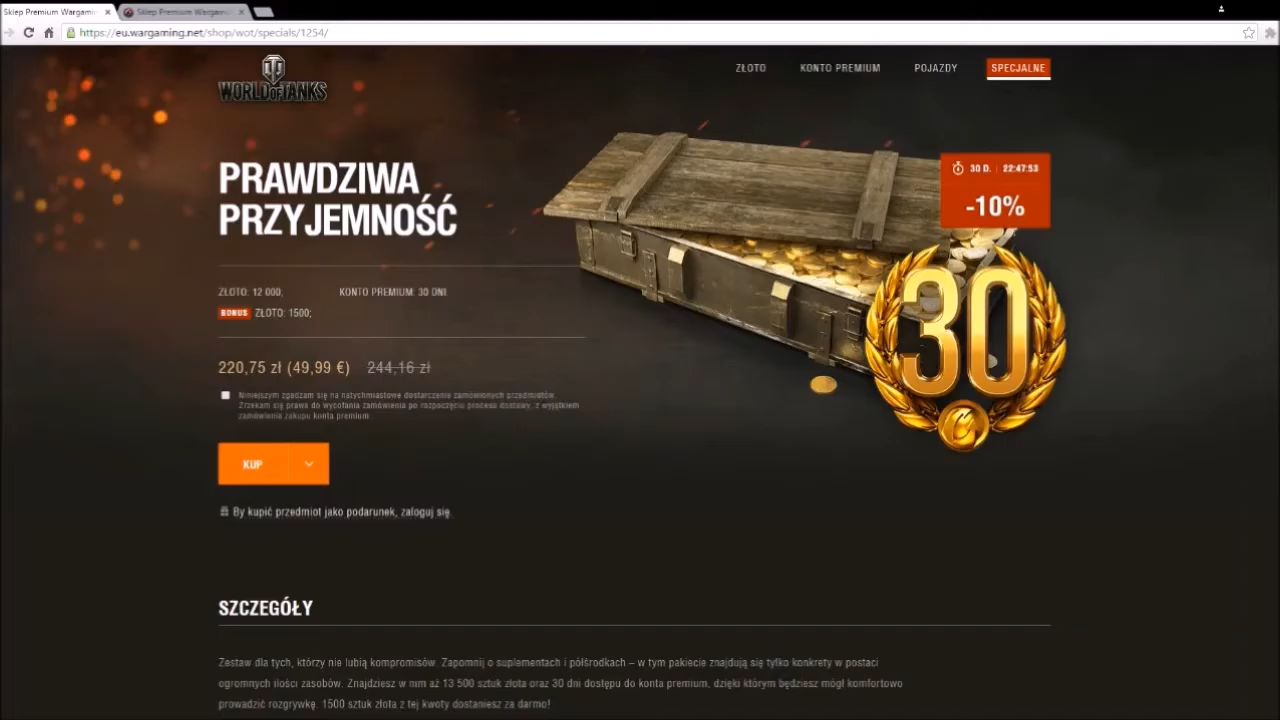 Sklep Premium Wargamin
Sklep Premium Wargamin
https://eu.wargaming.net/shop/wot/specials/1254/
WORLD OF TANKS
ZŁOTO
KONTO PREMIUM
POJAZDY
SPECJALNE
PRAWDZIWA
PRZYJEMNOŚĆ
30 D. | 22:47:53
-10%
30
ZŁOTO: 12 000;
KONTO PREMIUM: 30 DNI
BONUS ZŁOTO: 1500;
220,75 zł (49,99 €) 244,16 zł
Niniejszym zgadzam się na natychmiastowe dostarczenie zamówionych przedmiotów.
Zrzekam się prawa do wycofania zamówienia po rozpoczęciu procesu dostawy, z wyjątkiem
zamówienia zakupu konta premium.
KUP
By kupić przedmiot jako podarunek, zaloguj się.
SZCZEGÓŁY
Zestaw dla tych, którzy nie lubią kompromisów. Zapomnij o suplementach i półśrodkach – w tym pakiecie znajdują się tylko konkrety w postaci
ogromnych ilości zasobów. Znajdziesz w nim aż 13 500 sztuk złota oraz 30 dni dostępu do konta premium, dzięki którym będziesz mógł komfortowo
prowadzić rozgrywkę. 1500 sztuk złota z tej kwoty dostaniesz za darmo!